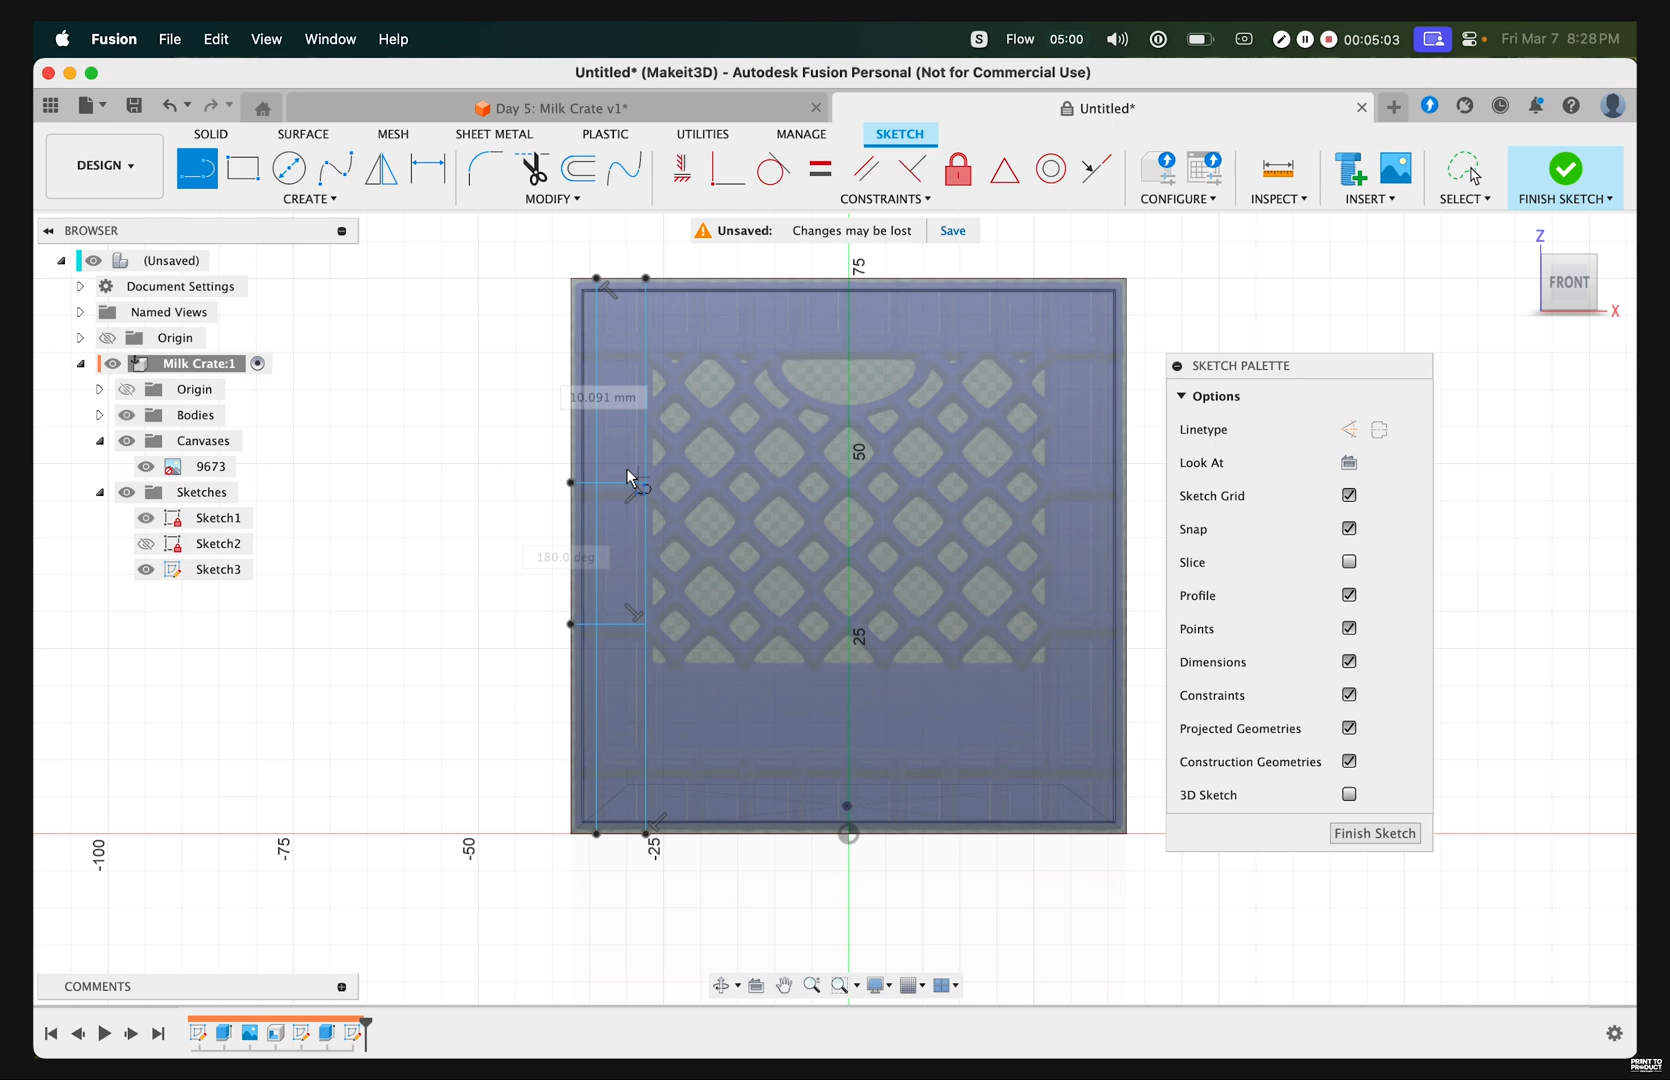 Fusion File Edit View Window Help
S Flow 05:00 00:05:03 Fri Mar 7 8:28PM
Untitled* (Makeit3D) - Autodesk Fusion Personal (Not for Commercial Use)
Day 5: Milk Crate v1*
Untitled*
SOLID SURFACE MESH SHEET METAL PLASTIC UTILITIES MANAGE SKETCH
DESIGN
CREATE MODIFY CONSTRAINTS CONFIGURE INSPECT INSERT SELECT FINISH SKETCH
BROWSER
Unsaved: Changes may be lost Save
(Unsaved)
Document Settings
Named Views
Origin
Milk Crate:1
Origin
Bodies
Canvases
9673
Sketches
Sketch1
Sketch2
Sketch3
75
50
25
10.091 mm
180.0 deg
-100
-75
-50
-25
Z
FRONT
X
SKETCH PALETTE
Options
Linetype
Look At
Sketch Grid
Snap
Slice
Profile
Points
Dimensions
Constraints
Projected Geometries
Construction Geometries
3D Sketch
Finish Sketch
COMMENTS
PRINT TO
PRODUCT